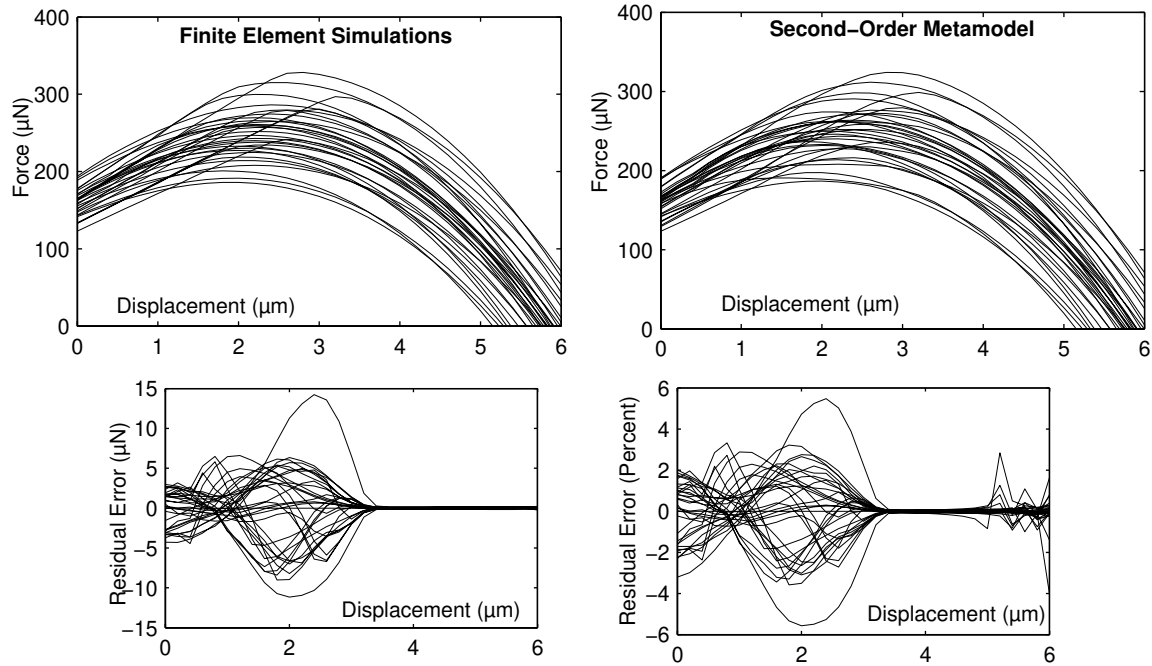 Finite Element Simulations
Force (µN)
400
300
200
100
0
Displacement (µm)
0 1 2 3 4 5 6
Second−Order Metamodel
Force (µN)
400
300
200
100
0
Displacement (µm)
0 1 2 3 4 5 6
Residual Error (µN)
15
10
5
0
−5
−10
−15
Displacement (µm)
0 2 4 6
Residual Error (Percent)
6
4
2
0
−2
−4
−6
Displacement (µm)
0 2 4 6